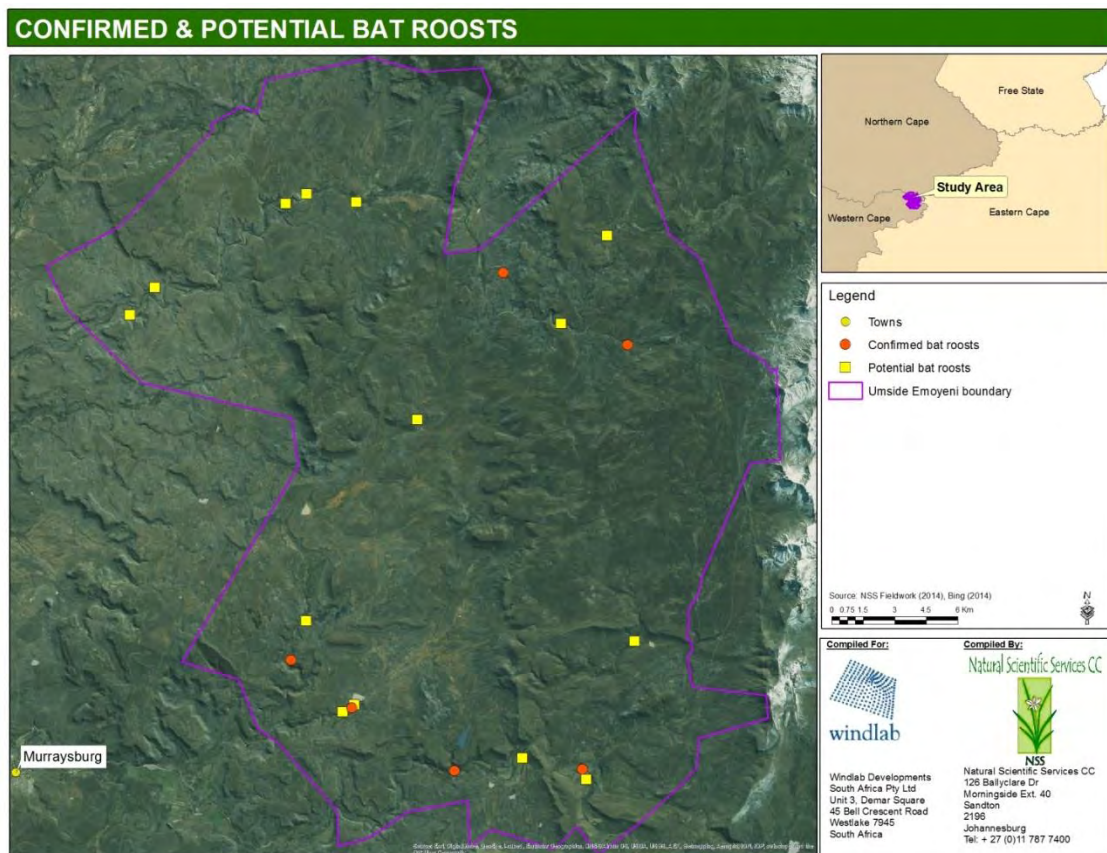 CONFIRMED & POTENTIAL BAT ROOSTS
Murraysburg
Free State
Northern Cape
Study Area
Western Cape
Eastern Cape
Legend
Towns
Confirmed bat roosts
Potential bat roosts
Umside Emoyeni boundary
Source: NSS Fieldwork (2014), Bing (2014)
N
0 0.75 1.5 3 4.5 6 Km
Compiled For:
windlab
Windlab Developments
South Africa Pty Ltd
Unit 3, Demar Square
45 Bell Crescent Road
Westlake 7945
South Africa
Compiled By:
Natural Scientific Services CC
NSS
Natural Scientific Services CC
126 Ballyclare Dr
Morningside Ext. 40
Sandton
2196
Johannesburg
Tel: + 27 (0)11 787 7400